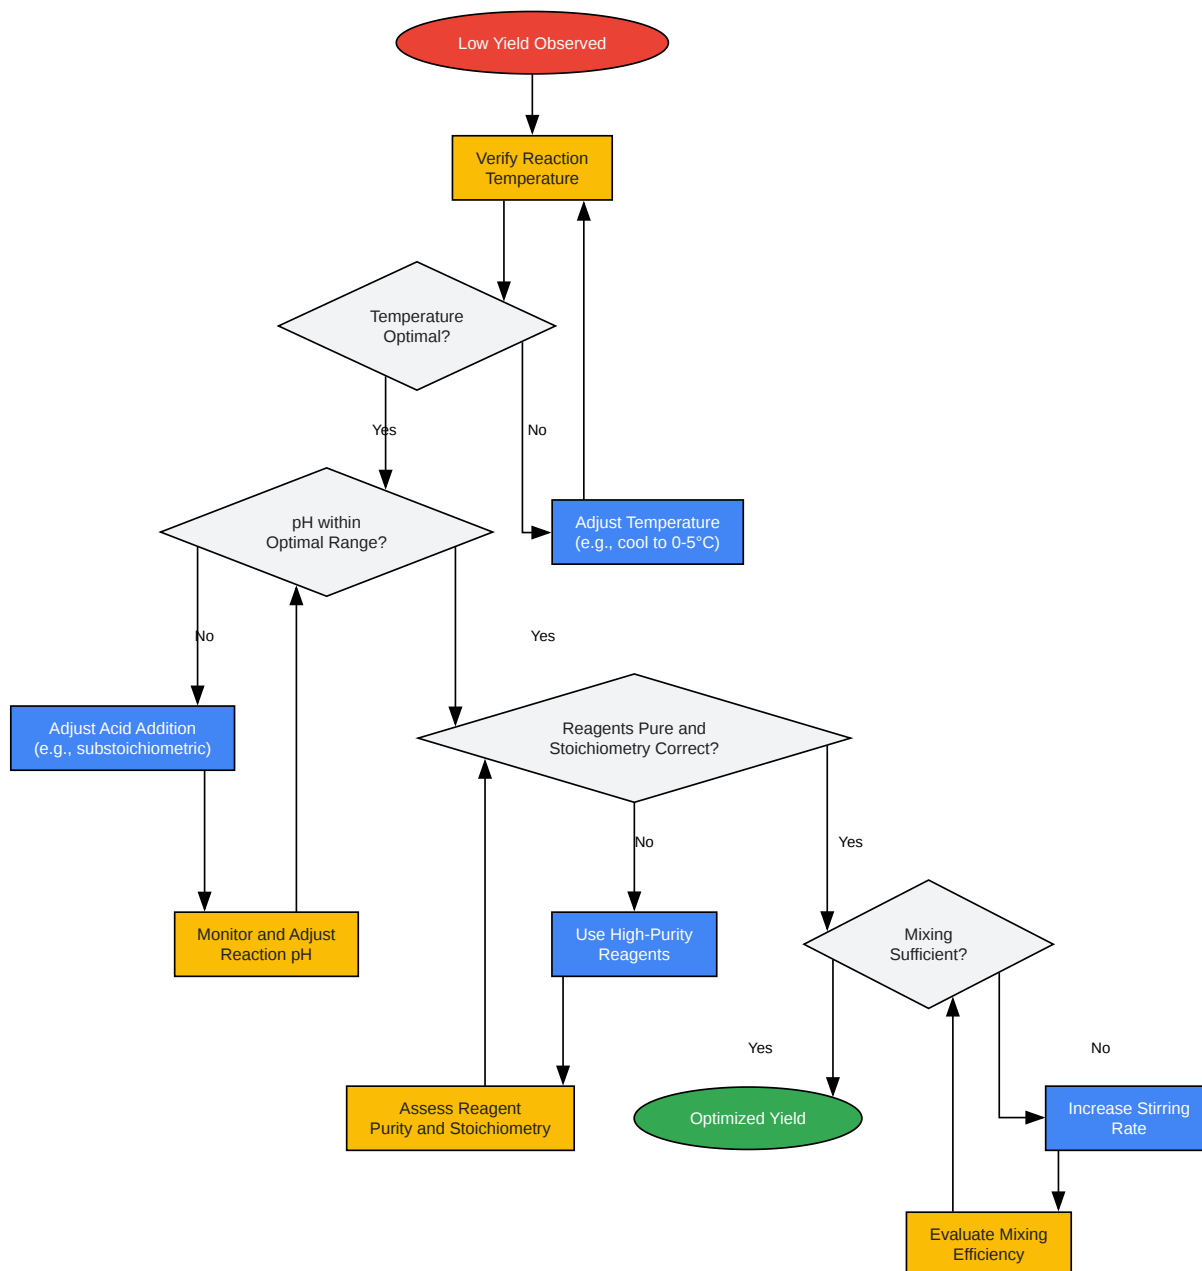 Low Yield Observed
Verify Reaction
Temperature
Temperature
Optimal?
Yes
No
pH within
Optimal Range?
Adjust Temperature
(e.g., cool to 0-5°C)
No
Yes
Adjust Acid Addition
(e.g., substoichiometric)
Reagents Pure and
Stoichiometry Correct?
No
Yes
Monitor and Adjust
Reaction pH
Use High-Purity
Reagents
Mixing
Sufficient?
Yes
No
Assess Reagent
Purity and Stoichiometry
Optimized Yield
Increase Stirring
Rate
Evaluate Mixing
Efficiency